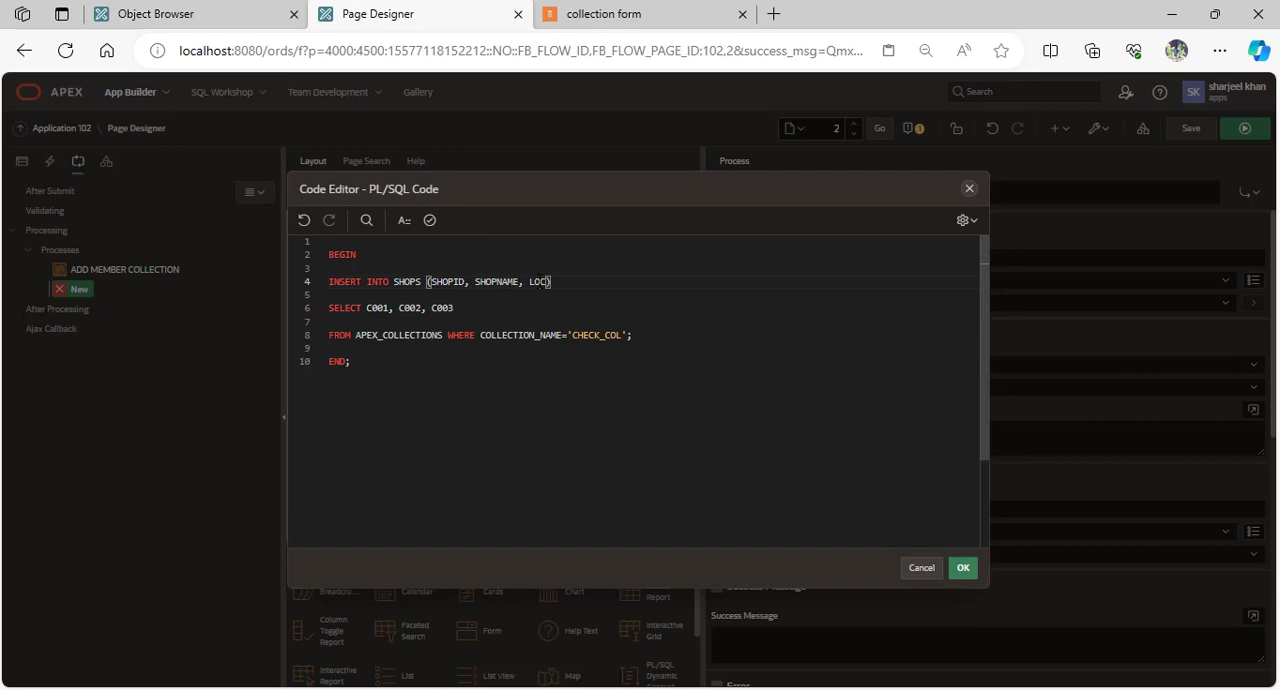 Object Browser
Page Designer
collection form
localhost:8080/ords/f?p=4000:4500:15577118152212::NO::FB_FLOW_ID,FB_FLOW_PAGE_ID:102,2&success_msg=Qmx...
APEX App Builder SQL Workshop Team Development Gallery Search SK sharjeel khan
apps
Application 102 \ Page Designer 2 Go 1 Save
Layout Page Search Help Process
Code Editor - PL/SQL Code
After Submit
Validating
Processing
Processes
ADD MEMBER COLLECTION
New
After Processing
Ajax Callback
1
2 BEGIN
3
4 INSERT INTO SHOPS (SHOPID, SHOPNAME, LOC)
5
6 SELECT C001, C002, C003
7
8 FROM APEX_COLLECTIONS WHERE COLLECTION_NAME='CHECK_COL';
9
10 END;
Cancel OK
Breadcru... Calendar Cards Chart
Report
Column
Toggle
Report
Faceted
Search
Form
Help Text
Interactive
Grid
Interactive
Report
List
List View
Map
PL/SQL
Dynamic
Success Message
Success Message
Error